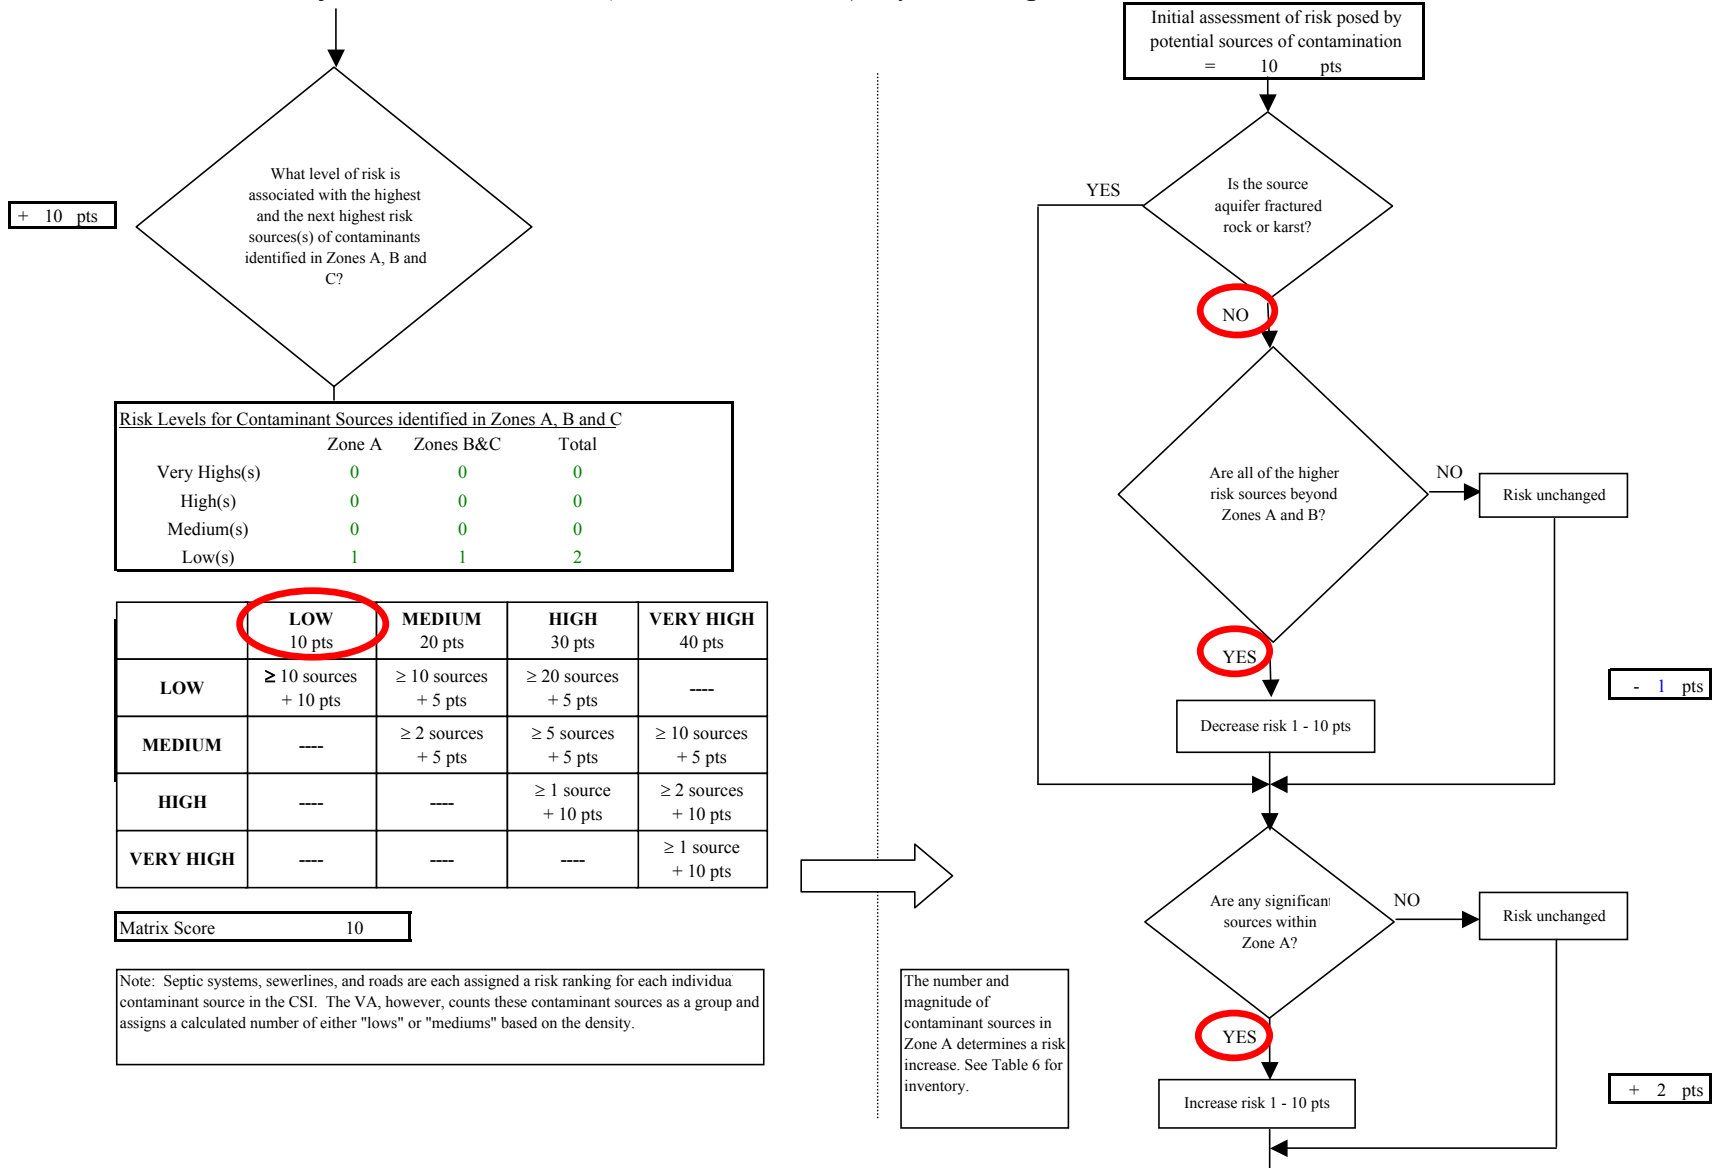 What level of risk is
associated with the highest
and the next highest risk
sources(s) of contaminants
identified in Zones A, B and
C?
+ 10 pts
Risk Levels for Contaminant Sources identified in Zones A, B and C
Zone A Zones B&C Total
Very Highs(s) 0 0 0
High(s) 0 0 0
Medium(s) 0 0 0
Low(s) 1 1 2
LOW MEDIUM HIGH VERY HIGH
10 pts 20 pts 30 pts 40 pts
LOW ≥ 10 sources ≥ 10 sources ≥ 20 sources ----
+ 10 pts + 5 pts + 5 pts
MEDIUM ---- ≥ 2 sources ≥ 5 sources ≥ 10 sources
+ 5 pts + 5 pts + 5 pts
HIGH ---- ---- ≥ 1 source ≥ 2 sources
+ 10 pts + 10 pts
VERY HIGH ---- ---- ---- ≥ 1 source
+ 10 pts
Matrix Score 10
Note: Septic systems, sewerlines, and roads are each assigned a risk ranking for each individua
contaminant source in the CSI. The VA, however, counts these contaminant sources as a group and
assigns a calculated number of either "lows" or "mediums" based on the density.
Initial assessment of risk posed by
potential sources of contamination
= 10 pts
Is the source
aquifer fractured
rock or karst?
YES
NO
Are all of the higher
risk sources beyond
Zones A and B?
NO
Risk unchanged
YES
- 1 pts
Decrease risk 1 - 10 pts
Are any significant
sources within
Zone A?
NO
Risk unchanged
The number and
magnitude of
contaminant sources in
Zone A determines a risk
increase. See Table 6 for
inventory.
YES
+ 2 pts
Increase risk 1 - 10 pts